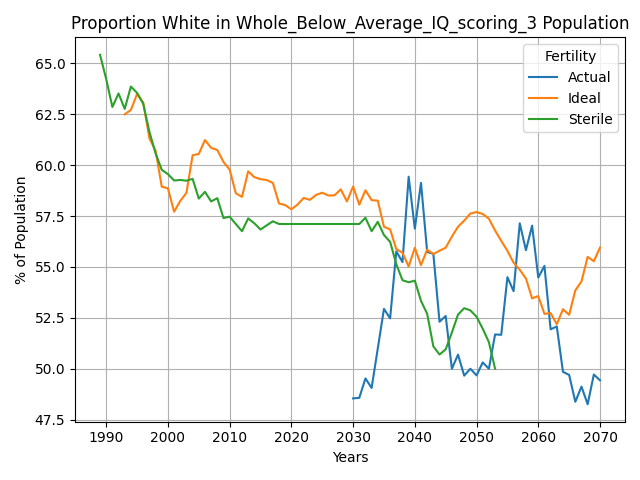 Proportion White in Whole_Below_Average_IQ_scoring_3 Population
% of Population
65.0
62.5
60.0
57.5
55.0
52.5
50.0
47.5
Fertility
Actual
Ideal
Sterile
1990 2000 2010 2020 2030 2040 2050 2060 2070
Years